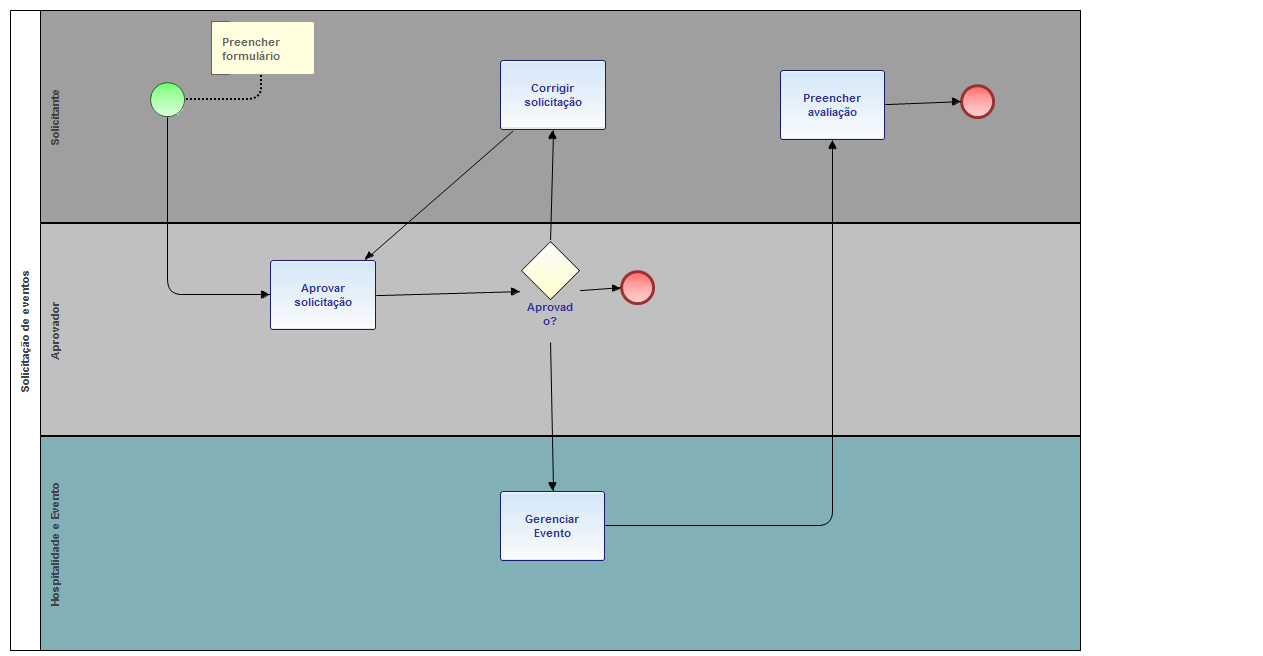 Solicitação de eventos
Solicitante
Preencher
formulário
Corrigir
solicitação
Preencher
avaliação
Aprovador
Aprovar
solicitação
Aprovad
o?
Hospitalidade e Evento
Gerenciar
Evento